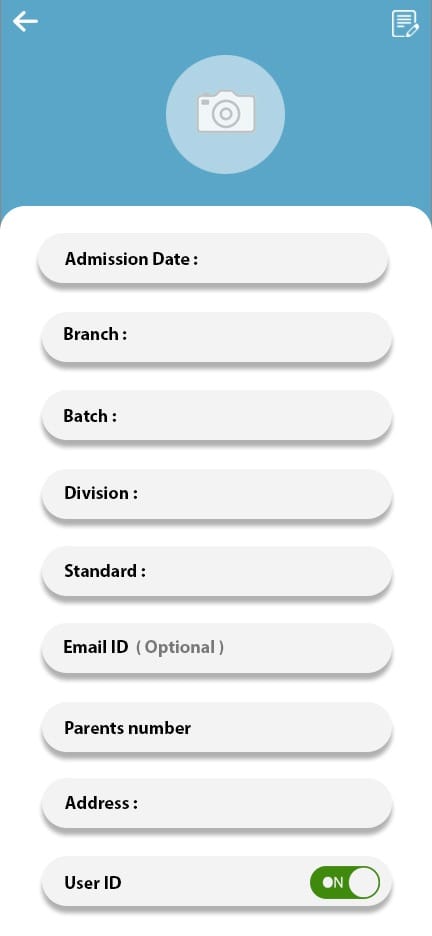 Admission Date :
Branch :
Batch :
Division :
Standard :
Email ID ( Optional )
Parents number
Address :
User ID ON